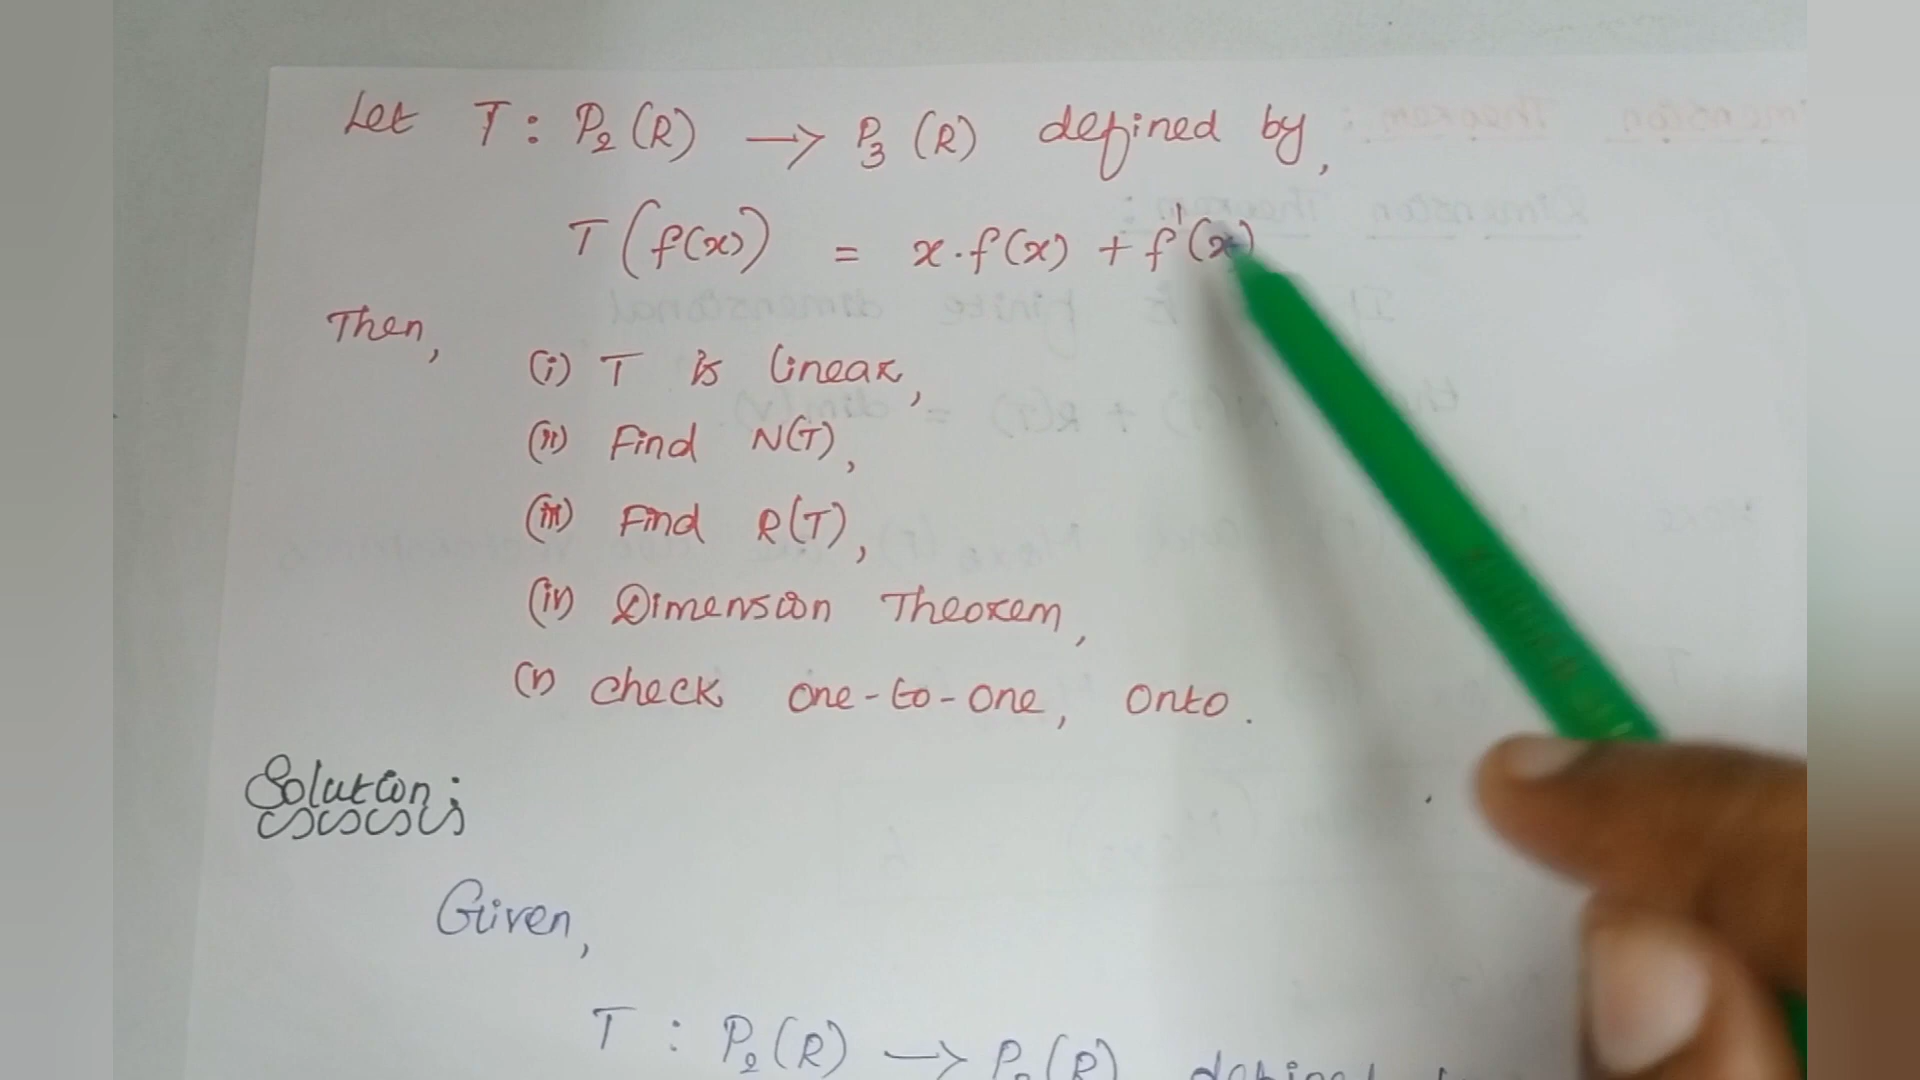 Let T : P₂(R) → P₃(R) defined by,
T(f(x)) = x·f(x) + f'(x)
Then,
(i) T is linear,
(ii) Find N(T),
(iii) Find R(T),
(iv) Dimension Theorem,
(v) check one-to-one, onto.
Solution:
Given,
T : P₂(R) → (R) defined